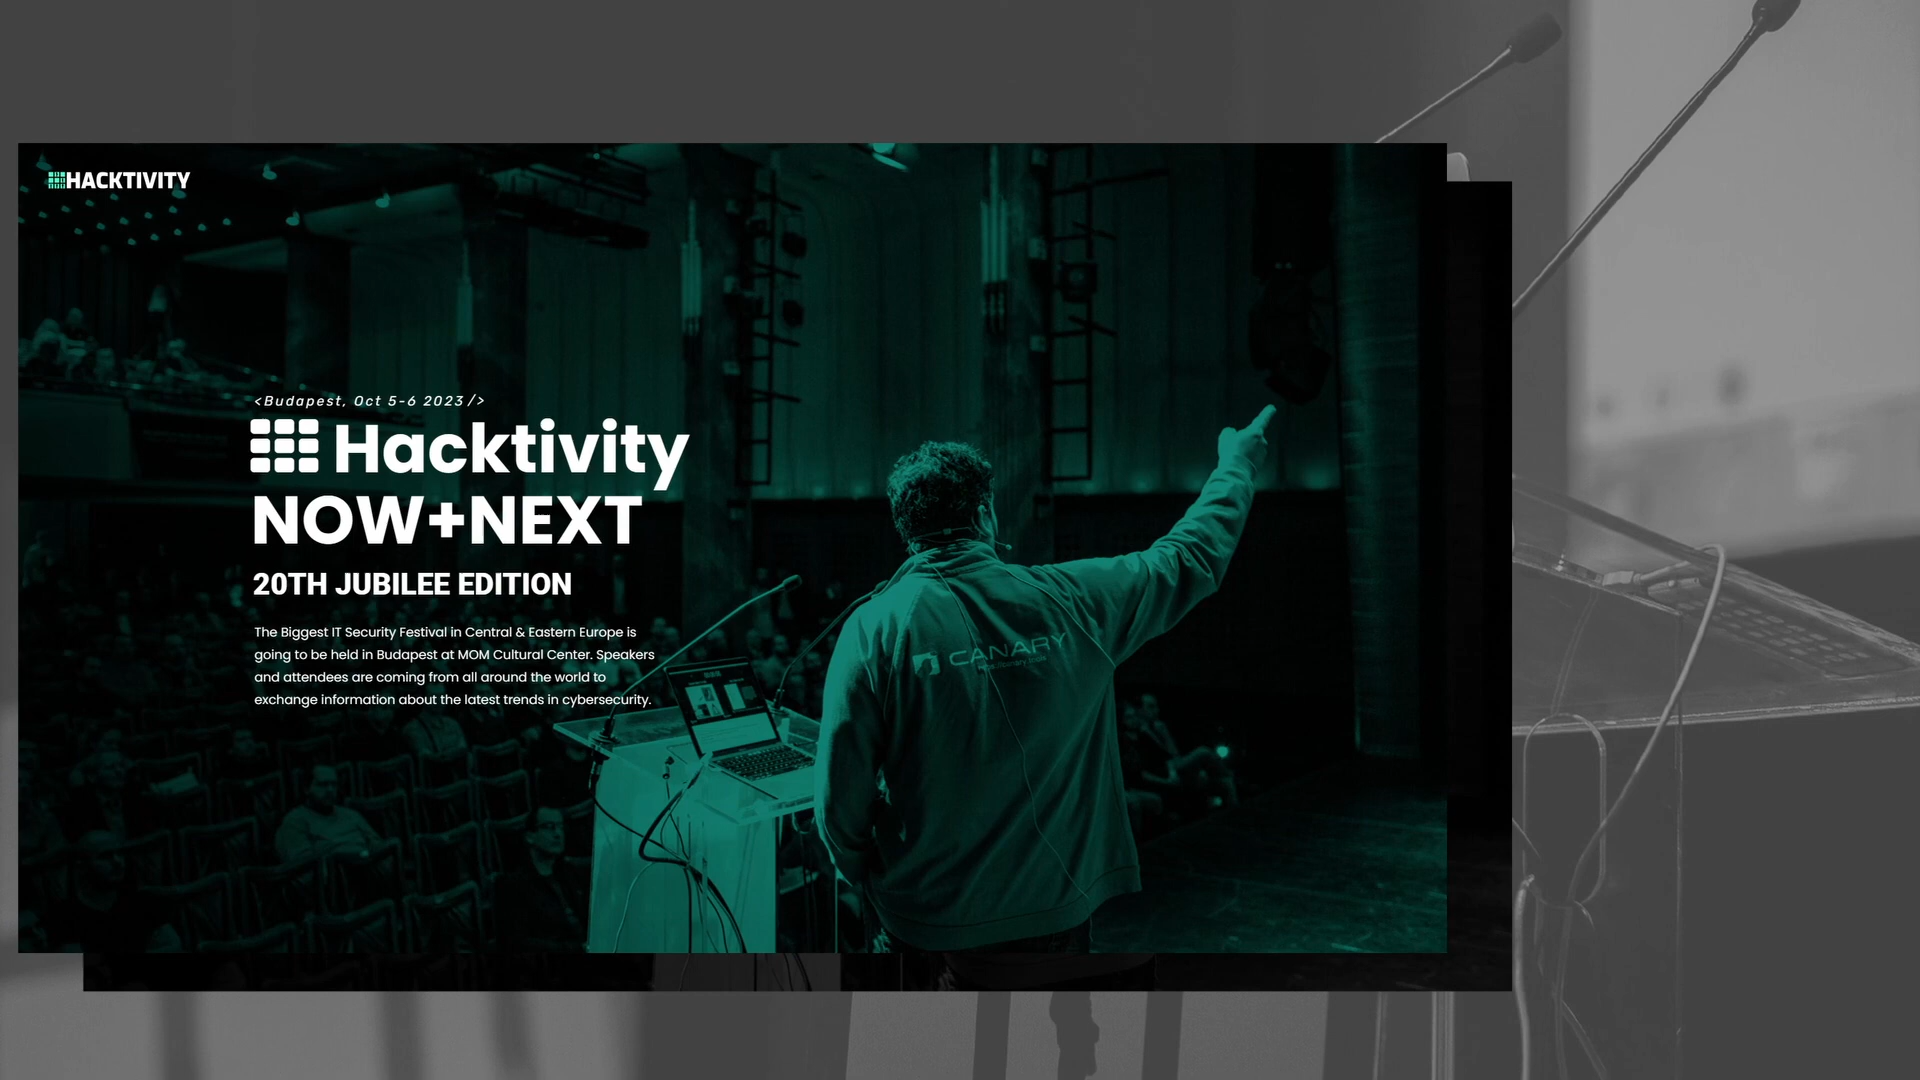 HACKTIVITY
<Budapest, Oct 5-6 2023 />
Hacktivity
NOW+NEXT
20TH JUBILEE EDITION
The Biggest IT Security Festival in Central & Eastern Europe is
going to be held in Budapest at MOM Cultural Center. Speakers
and attendees are coming from all around the world to
exchange information about the latest trends in cybersecurity.
CANARY